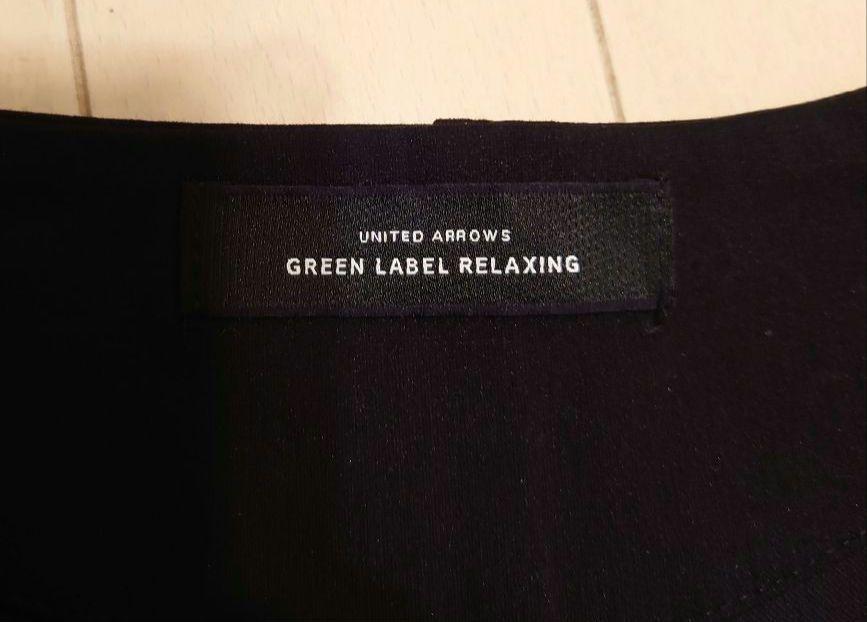 UNITED ARROWS
GREEN LABEL RELAXING